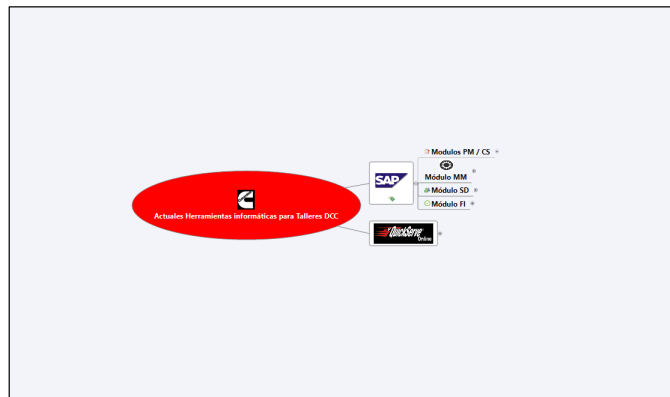 Actuales Herramientas informáticas para Talleres DCC
SAP
Modulos PM / CS
Módulo MM
Módulo SD
Módulo FI
QuickServe
Online